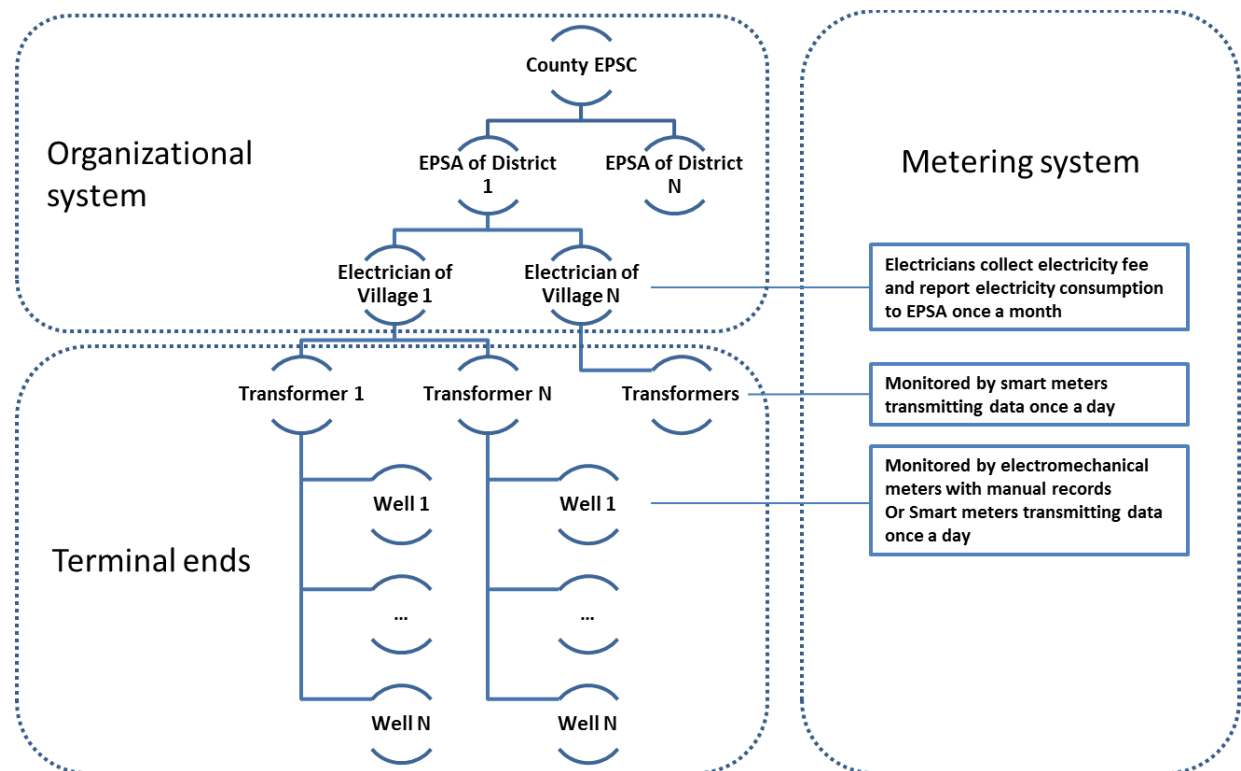 County EPSC
Organizational
system
EPSA of District
1
EPSA of District
N
Metering system
Electrician of
Village 1
Electrician of
Village N
Electricians collect electricity fee
and report electricity consumption
to EPSA once a month
Transformer 1
Transformer N
Transformers
Monitored by smart meters
transmitting data once a day
Monitored by electromechanical
meters with manual records
Or Smart meters transmitting data
once a day
Well 1
Well 1
Terminal ends
...
...
Well N
Well N